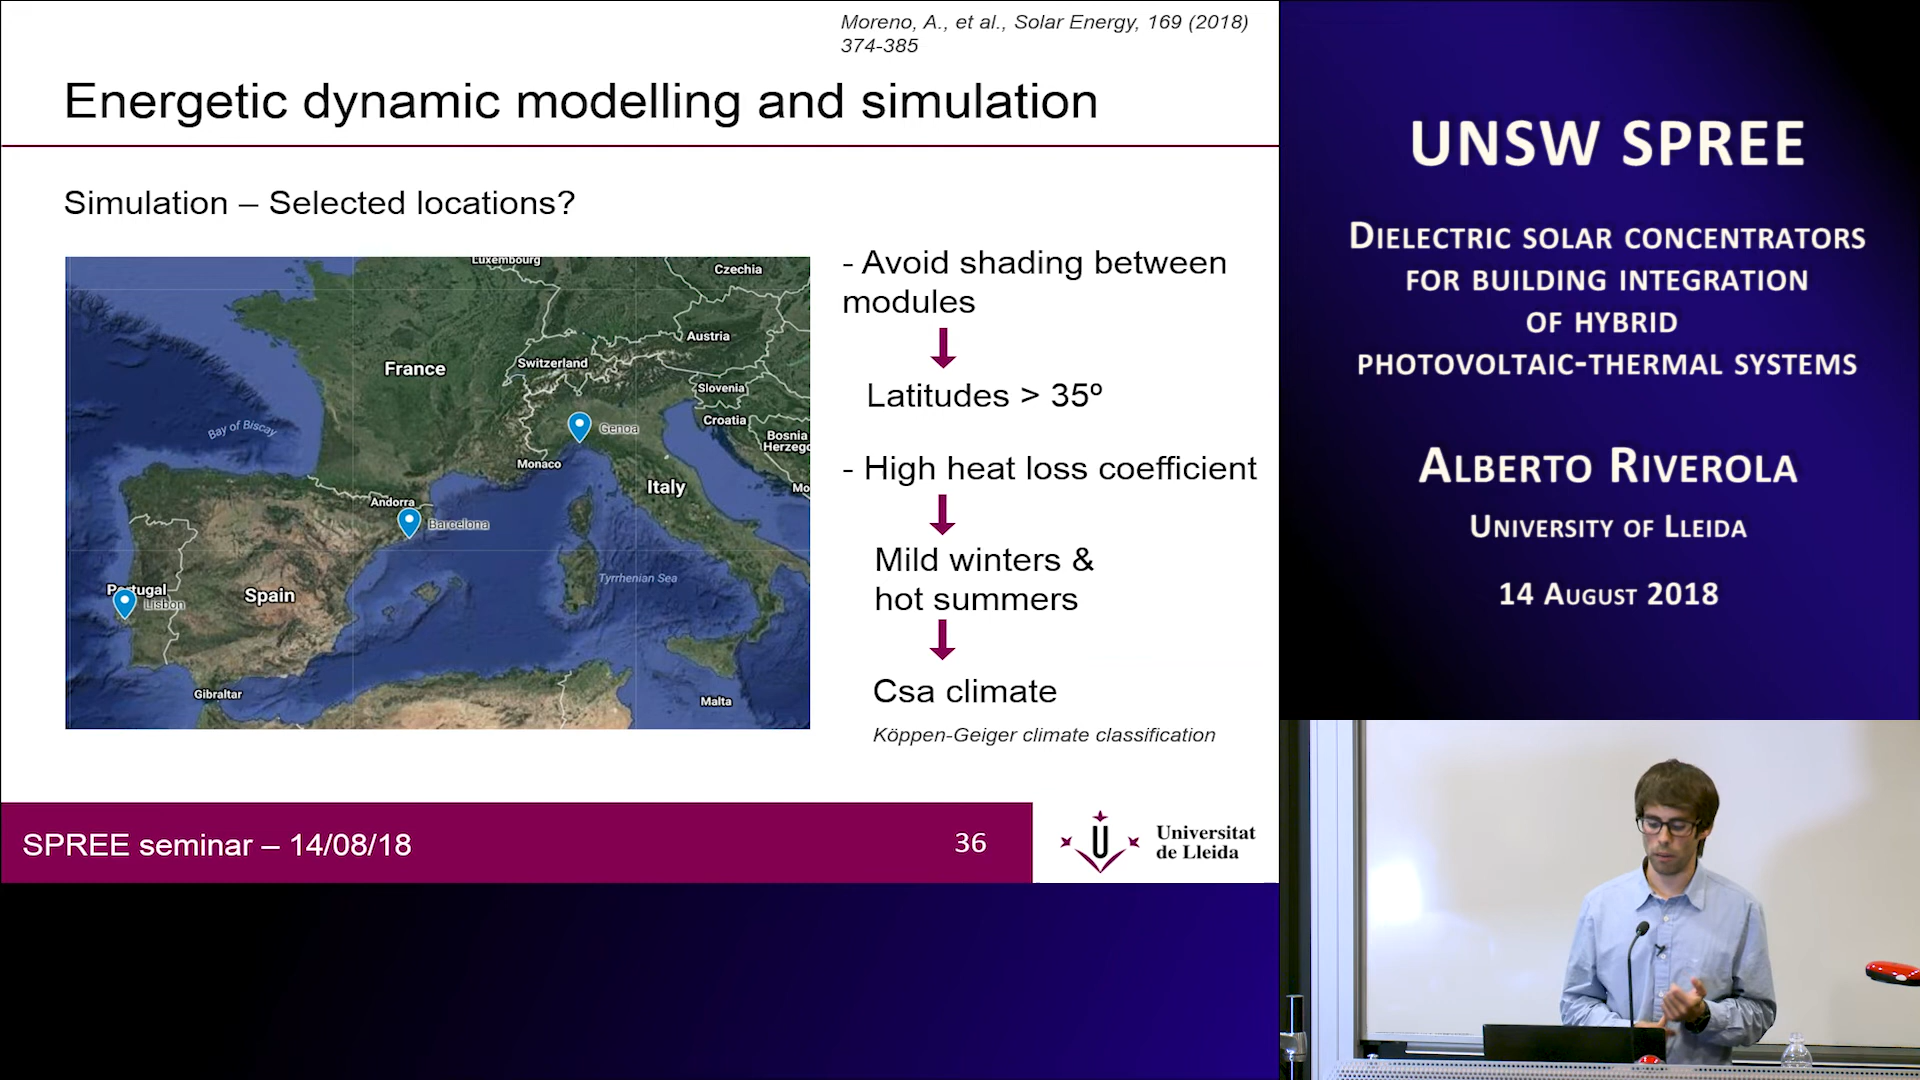 Moreno, A., et al., Solar Energy, 169 (2018)
374-385
Energetic dynamic modelling and simulation
Simulation – Selected locations?
Luxembourg
Czechia
Austria
France
Switzerland
Slovenia
Croatia
Bay of Biscay
Genoa
Bosnia
Herzeg
Monaco
Italy
Mo
Andorra
Barcelona
Tyrrhenian Sea
Portugal
Lisbon
Spain
Gibraltar
Malta
- Avoid shading between
modules
Latitudes > 35º
- High heat loss coefficient
Mild winters &
hot summers
Csa climate
Köppen-Geiger climate classification
SPREE seminar – 14/08/18
36
Universitat
de Lleida
UNSW SPREE
DIELECTRIC SOLAR CONCENTRATORS
FOR BUILDING INTEGRATION
OF HYBRID
PHOTOVOLTAIC-THERMAL SYSTEMS
ALBERTO RIVEROLA
UNIVERSITY OF LLEIDA
14 AUGUST 2018